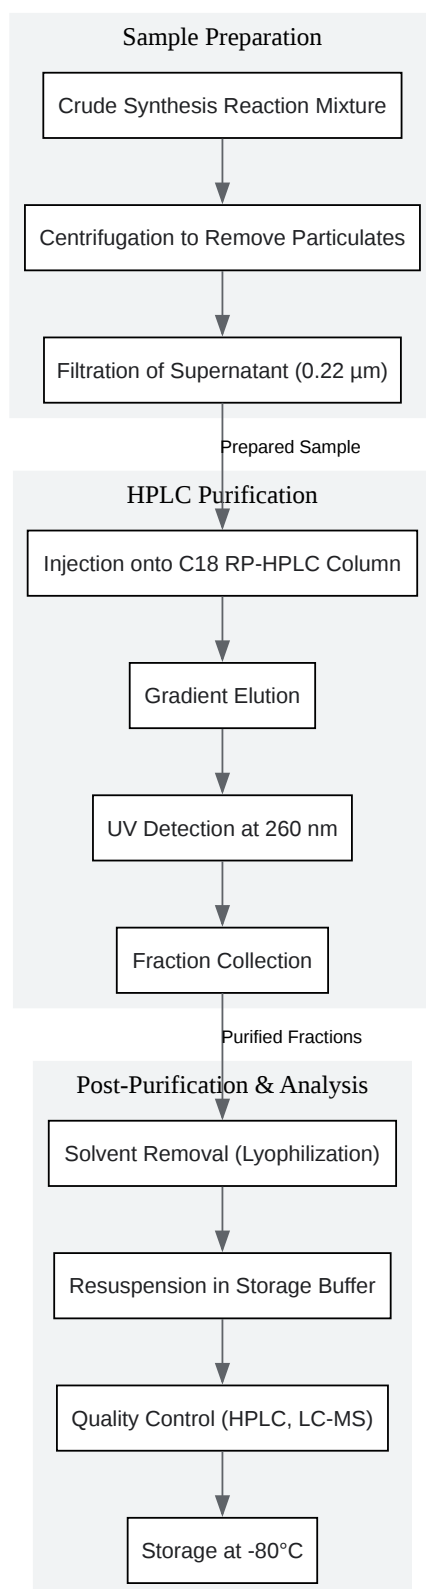 Sample Preparation
Crude Synthesis Reaction Mixture
Centrifugation to Remove Particulates
Filtration of Supernatant (0.22 µm)
Prepared Sample
HPLC Purification
Injection onto C18 RP-HPLC Column
Gradient Elution
UV Detection at 260 nm
Fraction Collection
Purified Fractions
Post-Purification & Analysis
Solvent Removal (Lyophilization)
Resuspension in Storage Buffer
Quality Control (HPLC, LC-MS)
Storage at -80°C